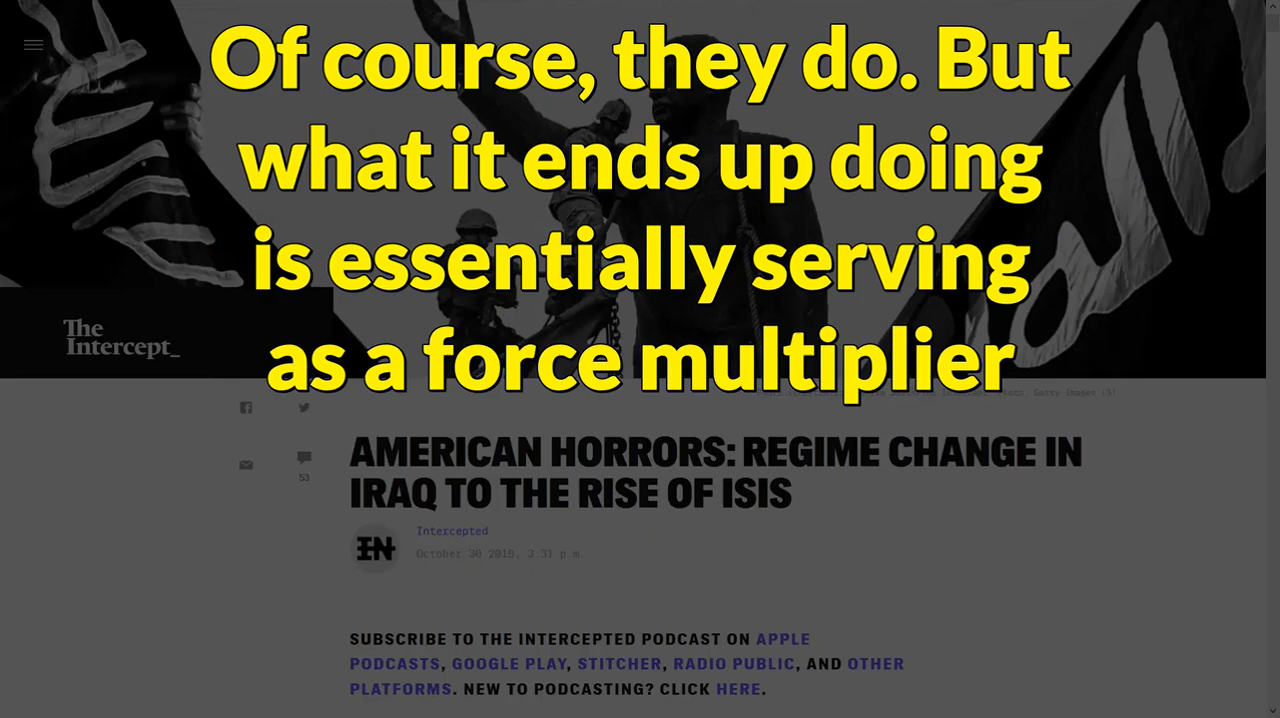 Of course, they do. But
what it ends up doing
is essentially serving
as a force multiplier
The
Intercept_
AMERICAN HORRORS: REGIME CHANGE IN
IRAQ TO THE RISE OF ISIS
53
IN
Intercepted
October 30 2019, 3:31 p.m.
SUBSCRIBE TO THE INTERCEPTED PODCAST ON APPLE
PODCASTS, GOOGLE PLAY, STITCHER, RADIO PUBLIC, AND OTHER
PLATFORMS. NEW TO PODCASTING? CLICK HERE.